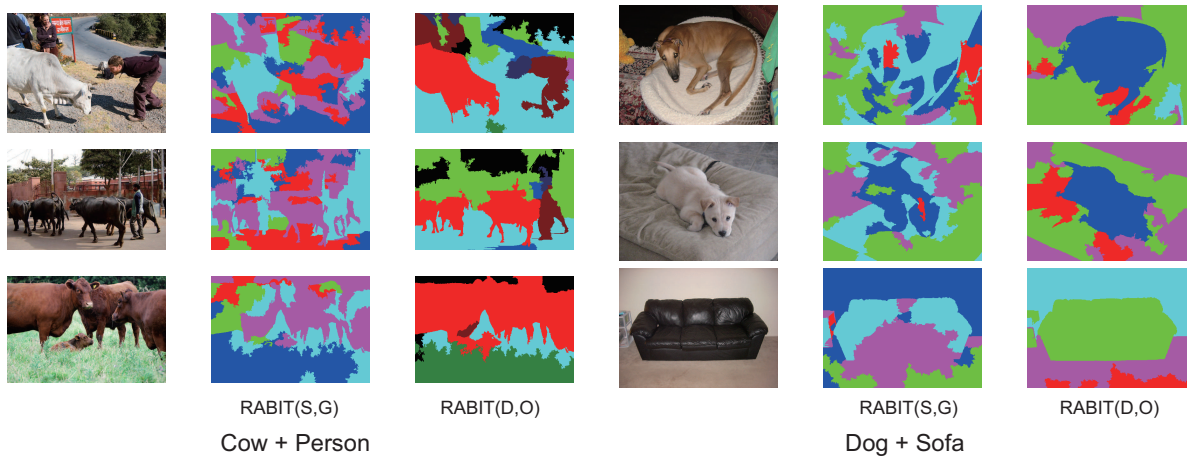 RABIT(S,G) RABIT(D,O) RABIT(S,G) RABIT(D,O)
Cow + Person Dog + Sofa